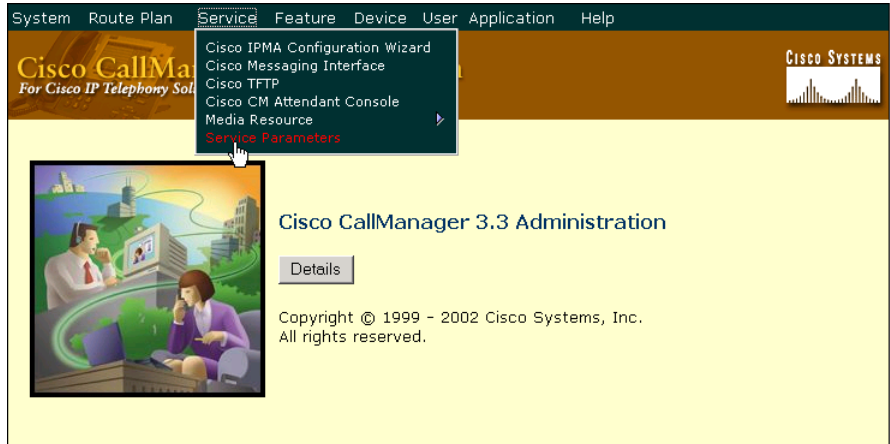 System Route Plan Service Feature Device User Application Help
Cisco IPMA Configuration Wizard
Cisco Messaging Interface
Cisco TFTP
Cisco CM Attendant Console
Media Resource
Service Parameters
Cisco CallMa
For Cisco IP Telephony Sol
CISCO SYSTEMS
Cisco CallManager 3.3 Administration
Details
Copyright © 1999 - 2002 Cisco Systems, Inc.
All rights reserved.